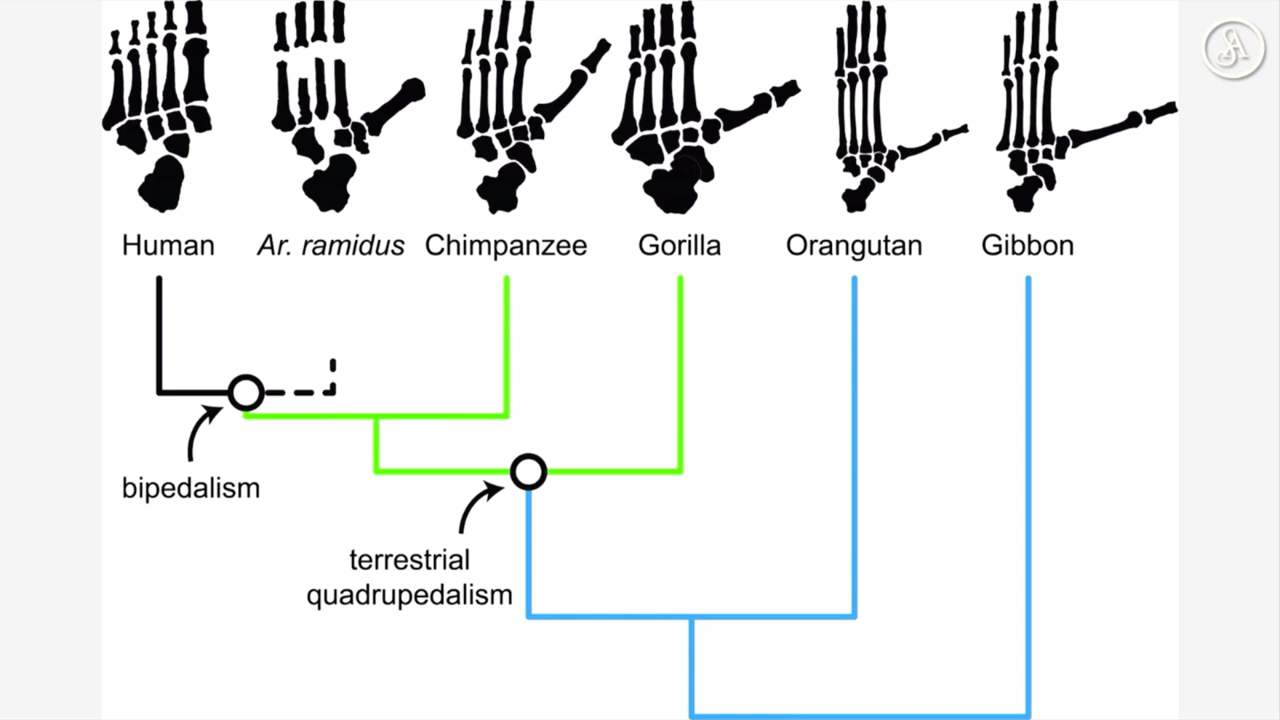 Human
Ar. ramidus
Chimpanzee
Gorilla
Orangutan
Gibbon
bipedalism
terrestrial
quadrupedalism